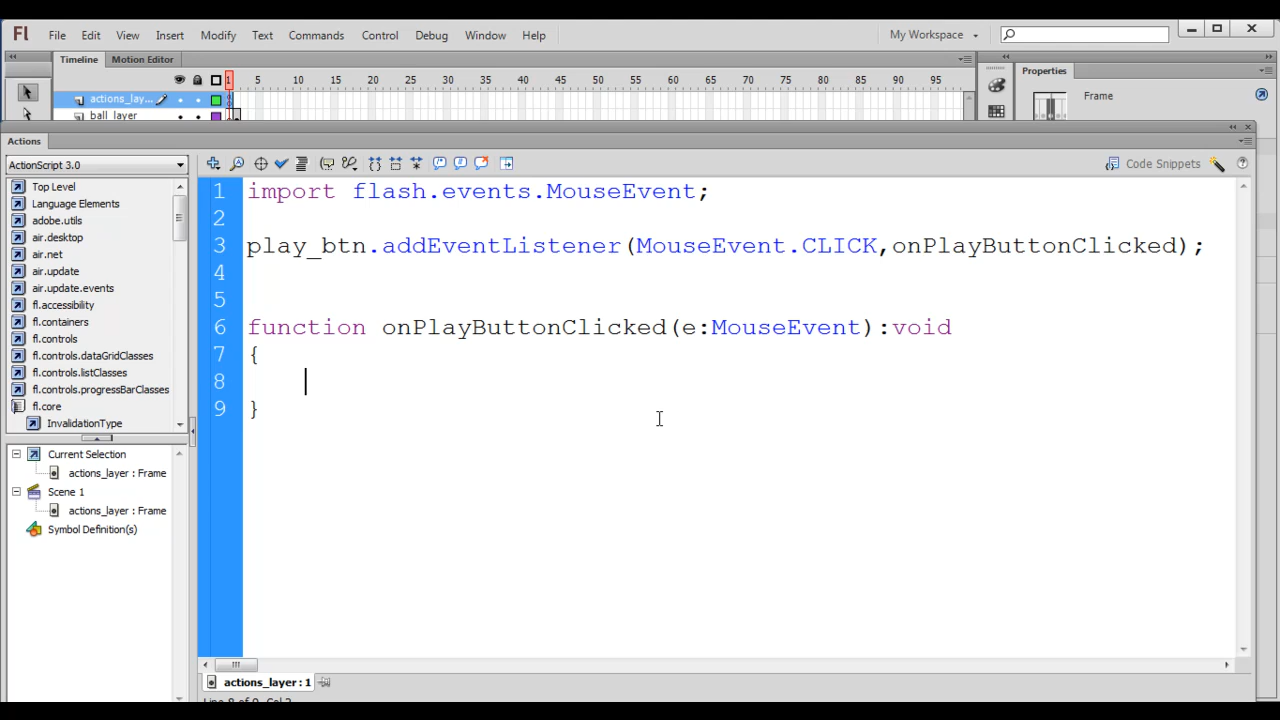 Fl File Edit View Insert Modify Text Commands Control Debug Window Help My Workspace
Timeline Motion Editor
1 5 10 15 20 25 30 35 40 45 50 55 60 65 70 75 80 85 90 95
Properties
Frame
actions_lay...
ball_layer
Actions
ActionScript 3.0
Code Snippets
Top Level
Language Elements
adobe.utils
air.desktop
air.net
air.update
air.update.events
fl.accessibility
fl.containers
fl.controls
fl.controls.dataGridClasses
fl.controls.listClasses
fl.controls.progressBarClasses
fl.core
InvalidationType
Current Selection
actions_layer : Frame
Scene 1
actions_layer : Frame
Symbol Definition(s)
1 import flash.events.MouseEvent;
2
3 play_btn.addEventListener(MouseEvent.CLICK,onPlayButtonClicked);
4
5
6 function onPlayButtonClicked(e:MouseEvent):void
7 {
8
9 }
actions_layer : 1